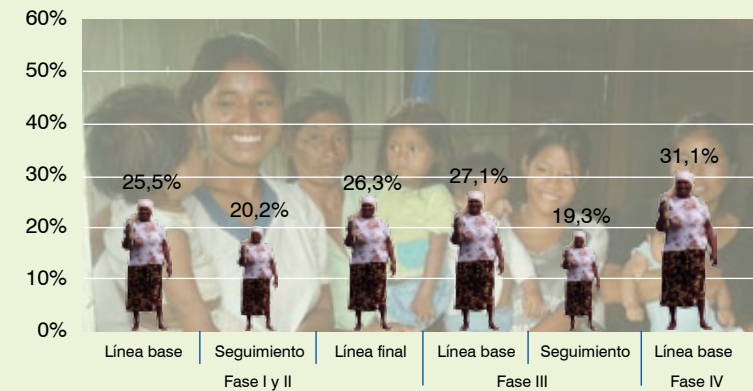 60%
50%
40%
30%
20%
10%
0%
25,5%
20,2%
26,3%
27,1%
19,3%
31,1%
Línea base
Seguimiento
Línea final
Línea base
Seguimiento
Línea base
Fase I y II
Fase III
Fase IV